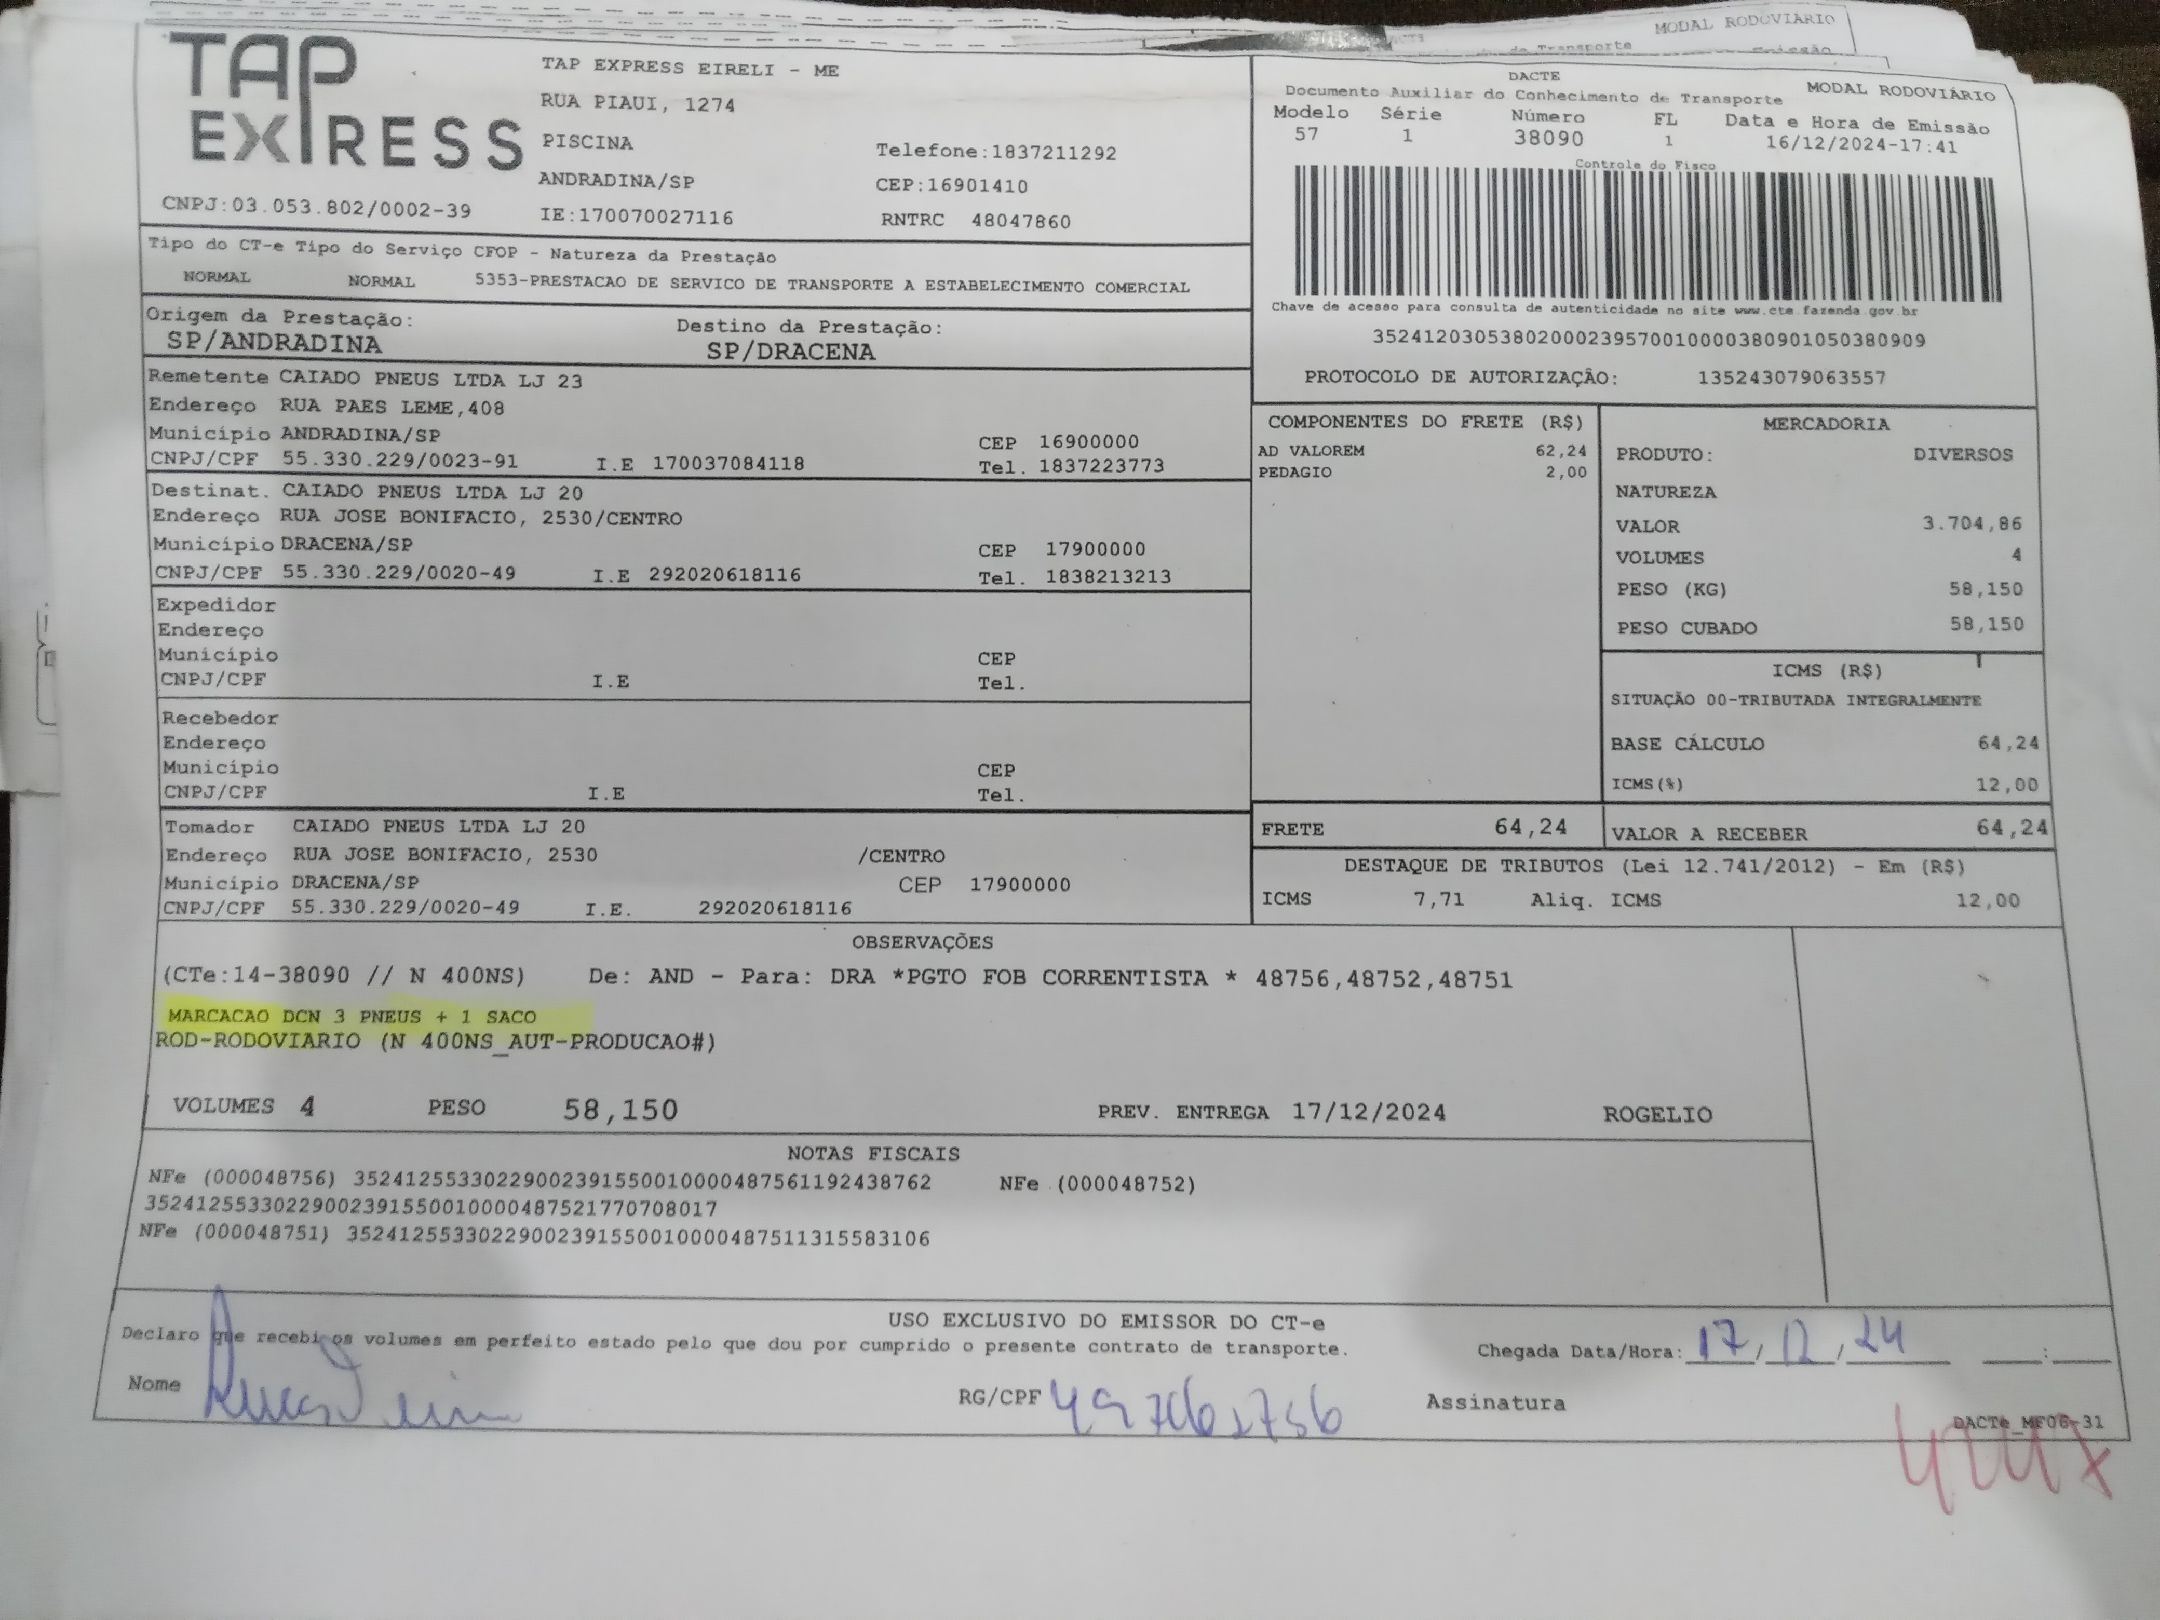 MODAL RODOVIÁRIO
TAP EXPRESS
CNPJ:03.053.802/0002-39
TAP EXPRESS EIRELI - ME
RUA PIAUI, 1274
PISCINA
Telefone:1837211292
ANDRADINA/SP
CEP:16901410
IE:170070027116
RNTRC 48047860
DACTE
Documento Auxiliar do Conhecimento de Transporte MODAL RODOVIÁRIO
Modelo Série Número FL Data e Hora de Emissão
57 1 38090 1 16/12/2024-17:41
Controle do Fisco
Chave de acesso para consulta de autenticidade no site www.cte.fazenda.gov.br
35241203053802000239570010000380901050380909
PROTOCOLO DE AUTORIZAÇÃO: 135243079063557
Tipo do CT-e Tipo do Serviço CFOP - Natureza da Prestação
NORMAL NORMAL 5353-PRESTACAO DE SERVICO DE TRANSPORTE A ESTABELECIMENTO COMERCIAL
Origem da Prestação: Destino da Prestação:
SP/ANDRADINA SP/DRACENA
Remetente CAIADO PNEUS LTDA LJ 23
Endereço RUA PAES LEME,408
Município ANDRADINA/SP CEP 16900000
CNPJ/CPF 55.330.229/0023-91 I.E 170037084118 Tel. 1837223773
Destinat. CAIADO PNEUS LTDA LJ 20
Endereço RUA JOSE BONIFACIO, 2530/CENTRO
Município DRACENA/SP CEP 17900000
CNPJ/CPF 55.330.229/0020-49 I.E 292020618116 Tel. 1838213213
Expedidor
Endereço
Município CEP
CNPJ/CPF I.E Tel.
Recebedor
Endereço
Município CEP
CNPJ/CPF I.E Tel.
Tomador CAIADO PNEUS LTDA LJ 20
Endereço RUA JOSE BONIFACIO, 2530 /CENTRO
Município DRACENA/SP CEP 17900000
CNPJ/CPF 55.330.229/0020-49 I.E. 292020618116
COMPONENTES DO FRETE (R$)
AD VALOREM 62,24
PEDAGIO 2,00
MERCADORIA
PRODUTO: DIVERSOS
NATUREZA
VALOR 3.704,86
VOLUMES 4
PESO (KG) 58,150
PESO CUBADO 58,150
ICMS (R$)
SITUAÇÃO 00-TRIBUTADA INTEGRALMENTE
BASE CÁLCULO 64,24
ICMS(%) 12,00
FRETE 64,24 VALOR A RECEBER 64,24
DESTAQUE DE TRIBUTOS (Lei 12.741/2012) - Em (R$)
ICMS 7,71 Aliq. ICMS 12,00
OBSERVAÇÕES
(CTe:14-38090 // N 400NS) De: AND - Para: DRA *PGTO FOB CORRENTISTA * 48756,48752,48751
MARCACAO DCN 3 PNEUS + 1 SACO
ROD-RODOVIARIO (N 400NS_AUT-PRODUCAO#)
VOLUMES 4 PESO 58,150 PREV. ENTREGA 17/12/2024 ROGELIO
NOTAS FISCAIS
NFe (000048756) 35241255330229002391550010000487561192438762 NFe (000048752)
35241255330229002391550010000487521770708017
NFe (000048751) 35241255330229002391550010000487511315583106
USO EXCLUSIVO DO EMISSOR DO CT-e
Declaro que recebi os volumes em perfeito estado pelo que dou por cumprido o presente contrato de transporte.
Chegada Data/Hora: 17/12/24 :
Nome RG/CPF Assinatura
DACTe_MF06-31